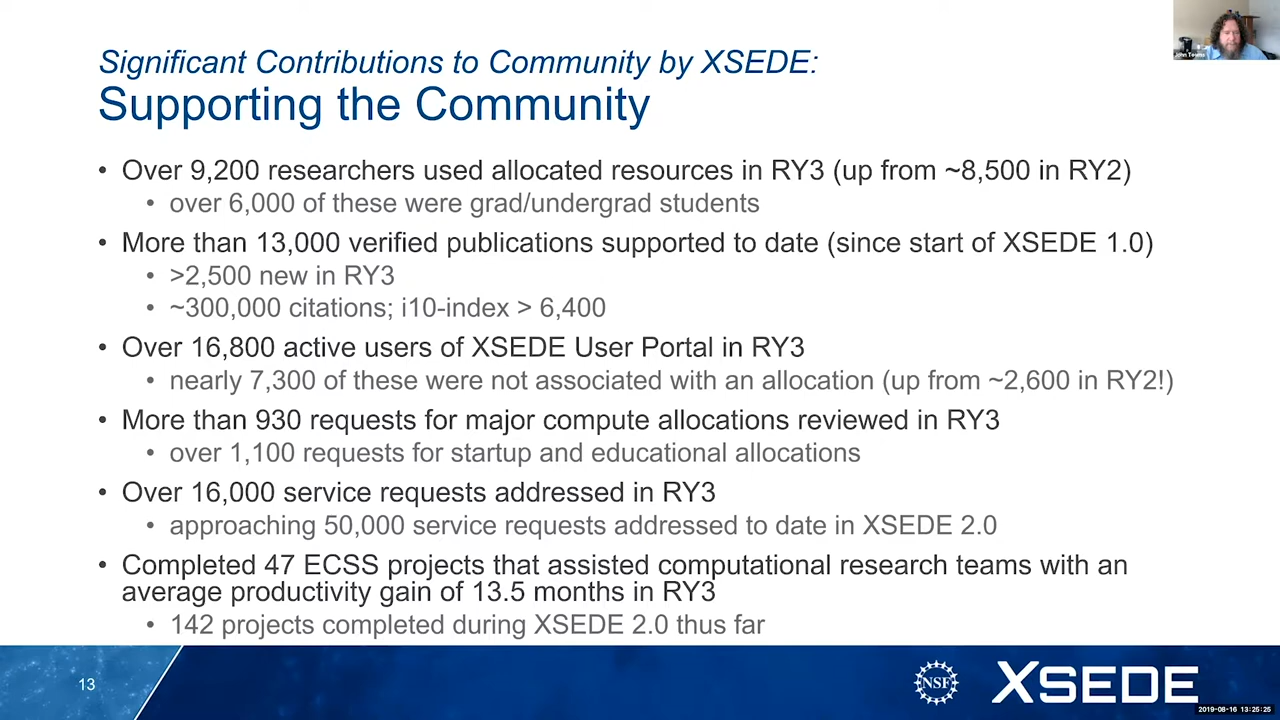 Significant Contributions to Community by XSEDE:
Supporting the Community
• Over 9,200 researchers used allocated resources in RY3 (up from ~8,500 in RY2)
• over 6,000 of these were grad/undergrad students
• More than 13,000 verified publications supported to date (since start of XSEDE 1.0)
• >2,500 new in RY3
• ~300,000 citations; i10-index > 6,400
• Over 16,800 active users of XSEDE User Portal in RY3
• nearly 7,300 of these were not associated with an allocation (up from ~2,600 in RY2!)
• More than 930 requests for major compute allocations reviewed in RY3
• over 1,100 requests for startup and educational allocations
• Over 16,000 service requests addressed in RY3
• approaching 50,000 service requests addressed to date in XSEDE 2.0
• Completed 47 ECSS projects that assisted computational research teams with an
average productivity gain of 13.5 months in RY3
• 142 projects completed during XSEDE 2.0 thus far
13
NSF
XSEDE
2019-08-16 13:25:25
John <br>